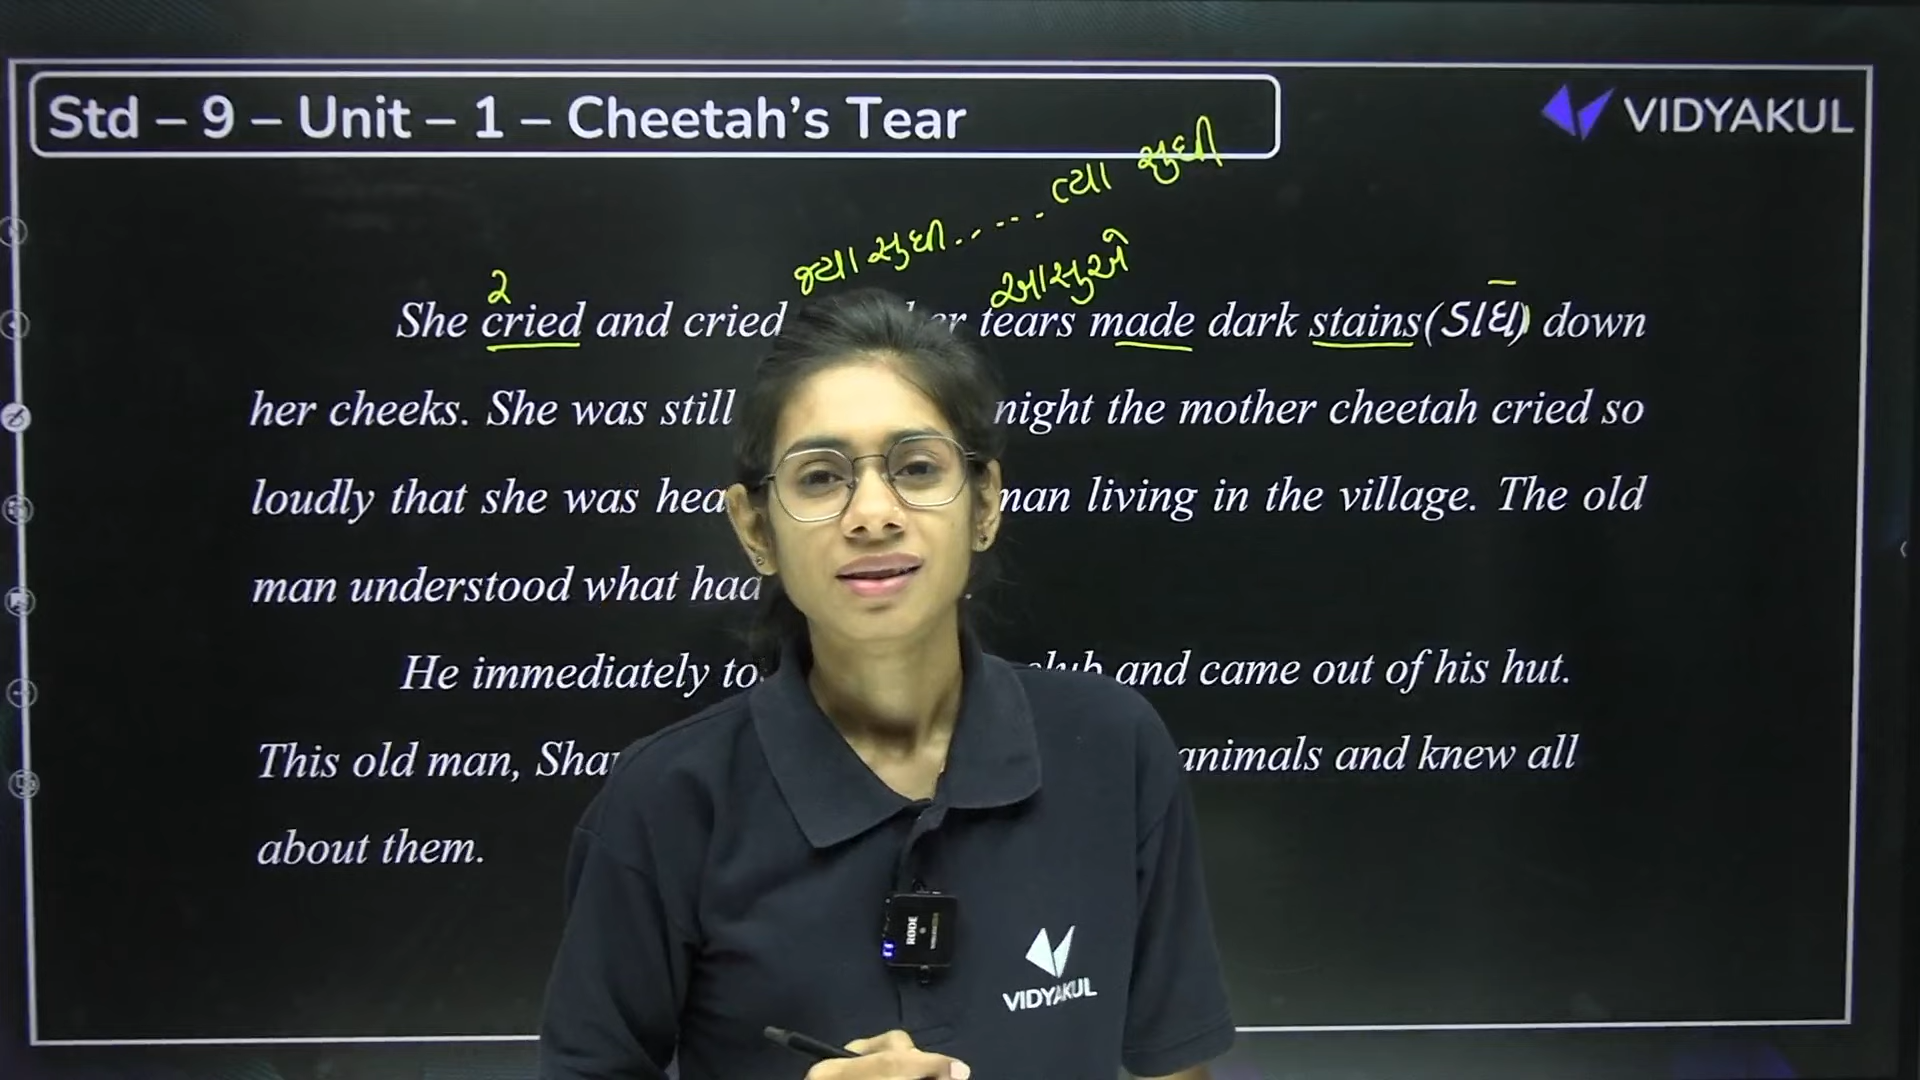 Std – 9 – Unit – 1 – Cheetah's Tear
VIDYAKUL
જ્યા સુધી..... ત્યા સુધી
૨ આસુએ
She cried and cried her tears made dark stains(ડાઘ) down
her cheeks. She was still night the mother cheetah cried so
loudly that she was man living in the village. The old
man understood what had
He immediately club and came out of his hut.
This old man, animals and knew all
about them.
RODE
VIDYAKUL